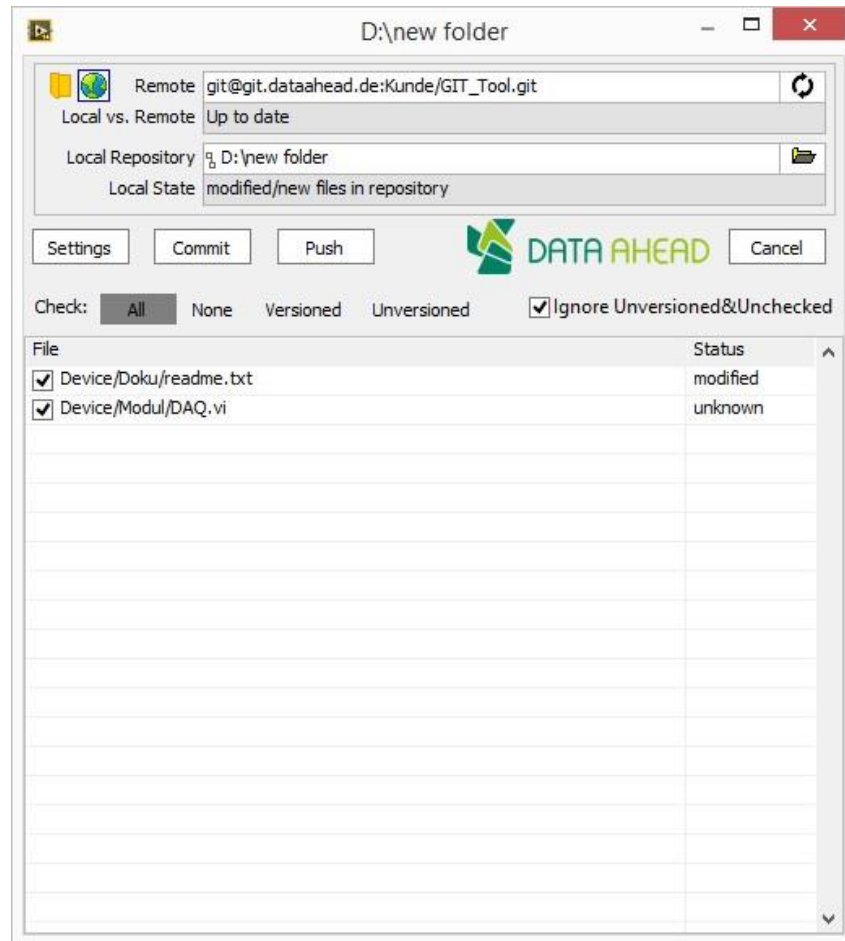 D:\new folder
Remote git@git.dataahead.de:Kunde/GIT_Tool.git
Local vs. Remote Up to date
Local Repository D:\new folder
Local State modified/new files in repository
Settings Commit Push DATA AHEAD Cancel
Check: All None Versioned Unversioned Ignore Unversioned&Unchecked
File Status
Device/Doku/readme.txt modified
Device/Modul/DAQ.vi unknown